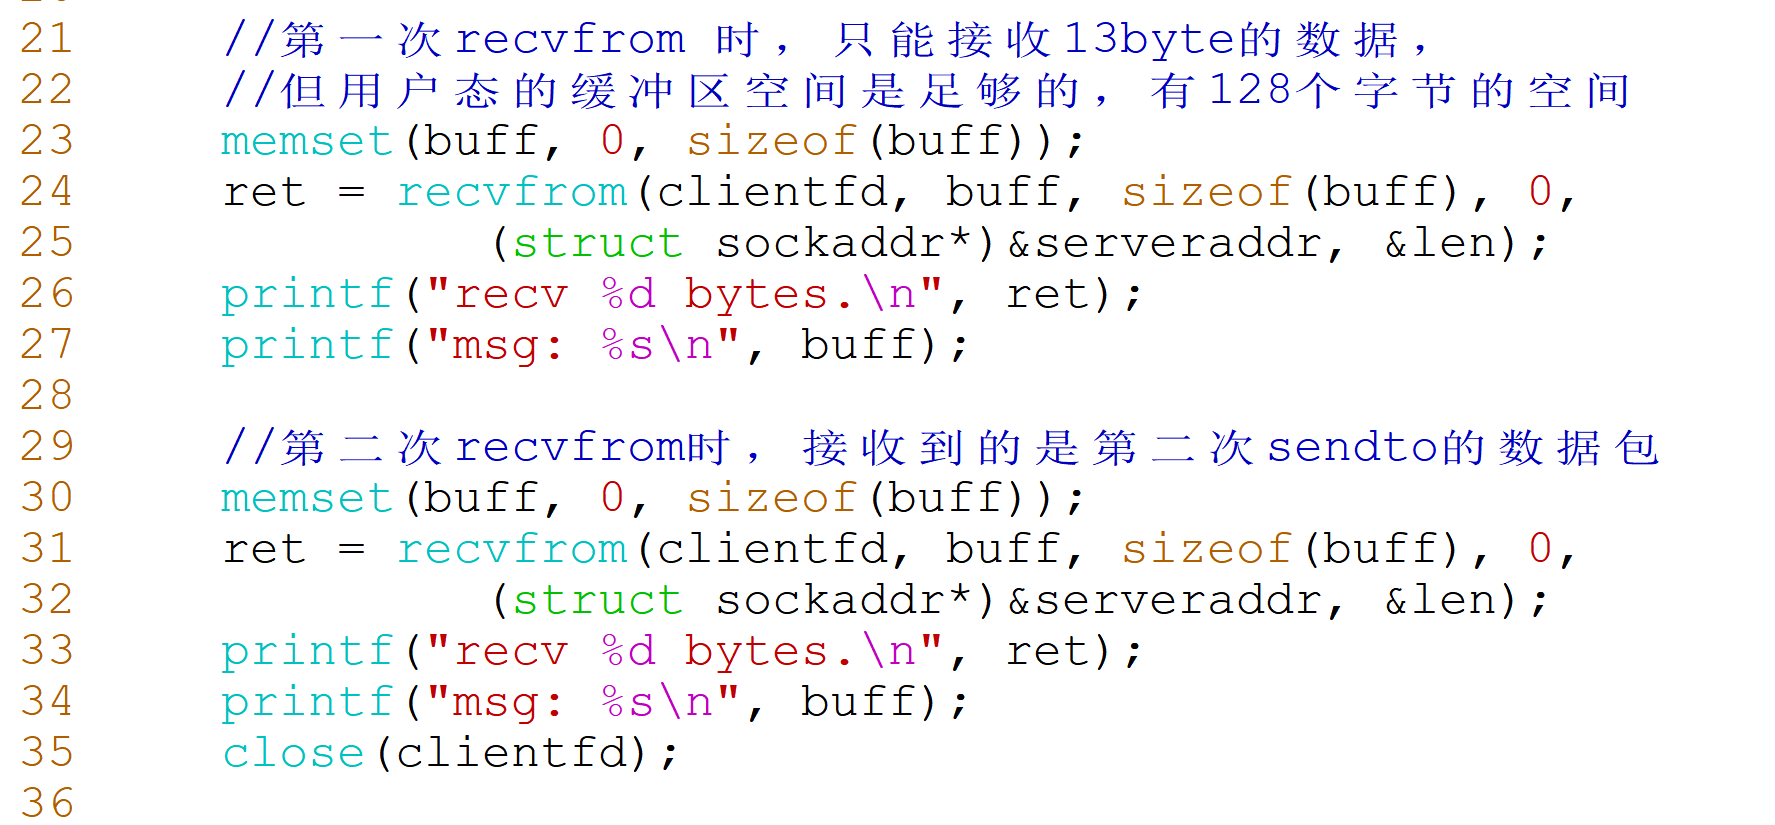 21 //第一次recvfrom 时，只能接收13byte的数据，
22 //但用户态的缓冲区空间是足够的，有128个字节的空间
23 memset(buff, 0, sizeof(buff));
24 ret = recvfrom(clientfd, buff, sizeof(buff), 0,
25 (struct sockaddr*)&serveraddr, &len);
26 printf("recv %d bytes.\n", ret);
27 printf("msg: %s\n", buff);
28
29 //第二次recvfrom时，接收到的是第二次sendto的数据包
30 memset(buff, 0, sizeof(buff));
31 ret = recvfrom(clientfd, buff, sizeof(buff), 0,
32 (struct sockaddr*)&serveraddr, &len);
33 printf("recv %d bytes.\n", ret);
34 printf("msg: %s\n", buff);
35 close(clientfd);
36